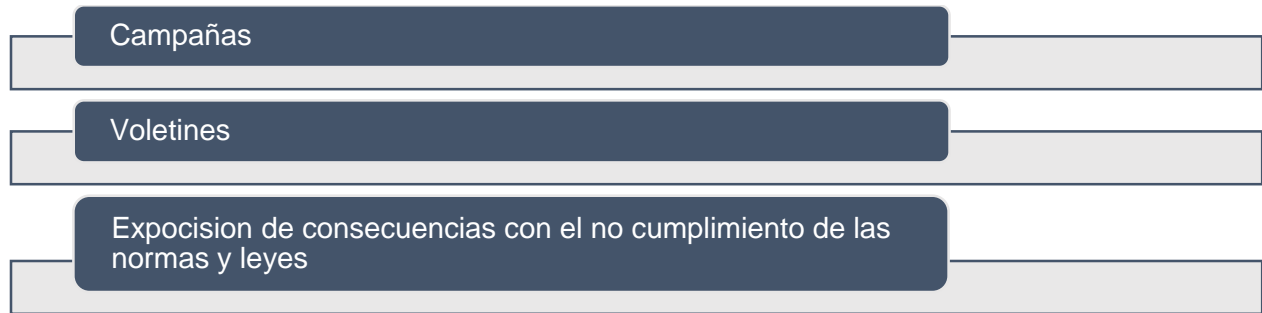 Campañas
Voletines
Expocision de consecuencias con el no cumplimiento de las
normas y leyes